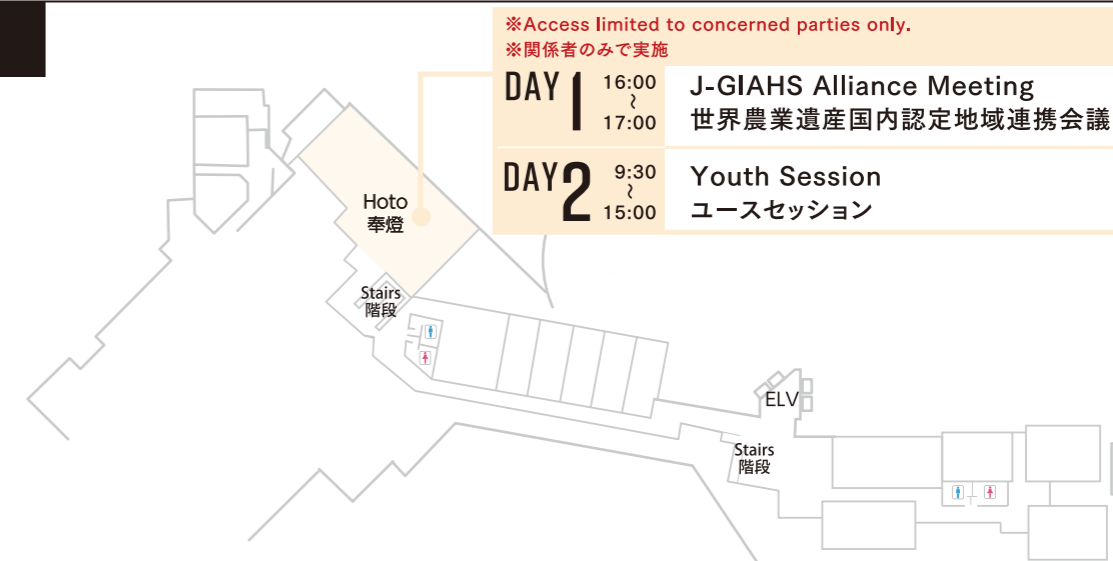 ※Access limited to concerned parties only.
※関係者のみで実施
DAY 1
16:00
~
17:00
J-GIAHS Alliance Meeting
世界農業遺産国内認定地域連携会議
DAY 2
9:30
~
15:00
Youth Session
ユースセッション
Hoto
奉燈
Stairs
階段
ELV
Stairs
階段